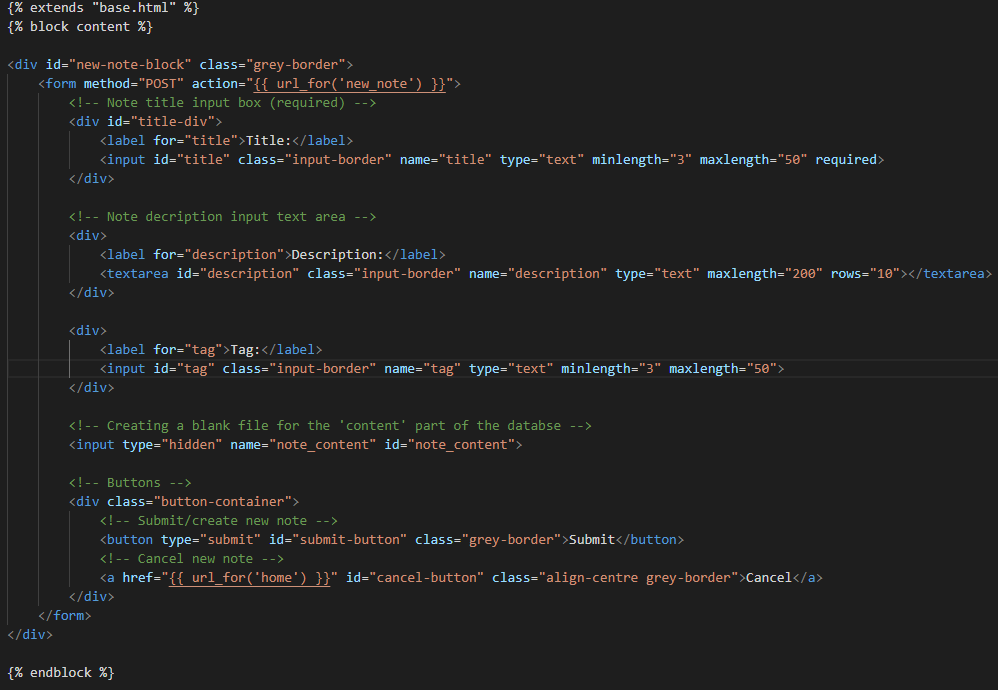 {% extends "base.html" %}
{% block content %}

<div id="new-note-block" class="grey-border">
    <form method="POST" action="{{ url_for('new_note') }}">
        <!-- Note title input box (required) -->
        <div id="title-div">
            <label for="title">Title:</label>
            <input id="title" class="input-border" name="title" type="text" minlength="3" maxlength="50" required>
        </div>

        <!-- Note decription input text area -->
        <div>
            <label for="description">Description:</label>
            <textarea id="description" class="input-border" name="description" type="text" maxlength="200" rows="10"></textarea>
        </div>

        <div>
            <label for="tag">Tag:</label>
            <input id="tag" class="input-border" name="tag" type="text" minlength="3" maxlength="50">
        </div>

        <!-- Creating a blank file for the 'content' part of the databse -->
        <input type="hidden" name="note_content" id="note_content">

        <!-- Buttons -->
        <div class="button-container">
            <!-- Submit/create new note -->
            <button type="submit" id="submit-button" class="grey-border">Submit</button>
            <!-- Cancel new note -->
            <a href="{{ url_for('home') }}" id="cancel-button" class="align-centre grey-border">Cancel</a>
        </div>
    </form>
</div>

{% endblock %}